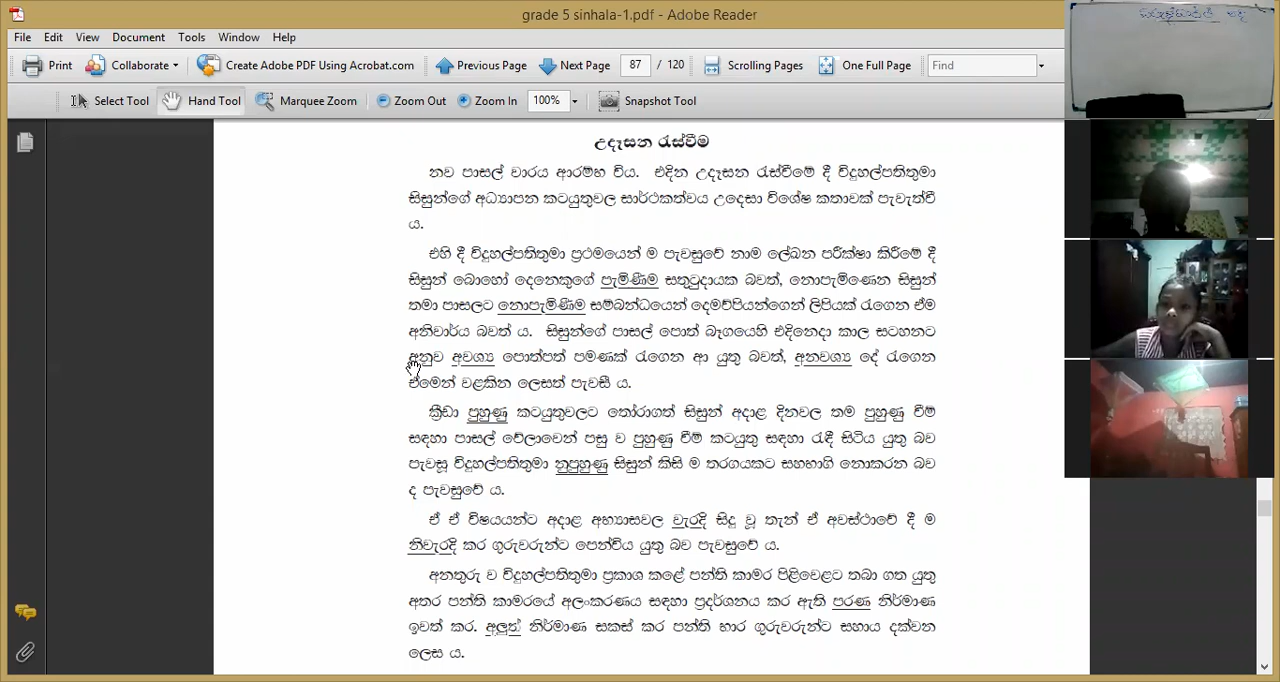 grade 5 sinhala-1.pdf - Adobe Reader
File Edit View Document Tools Window Help
Print Collaborate Create Adobe PDF Using Acrobat.com Previous Page Next Page 87 / 120 Scrolling Pages One Full Page Find
Select Tool Hand Tool Marquee Zoom Zoom Out Zoom In 100% Snapshot Tool
උදෑසන රැස්වීම
නව පාසල් වාරය ආරම්භ විය. එදින උදෑසන රැස්වීමේ දී විදුහල්පතිතුමා
සිසුන්ගේ අධ්‍යාපන කටයුතුවල සාර්ථකත්වය උදෙසා විශේෂ කතාවක් පැවැත්වී
ය.
එහි දී විදුහල්පතිතුමා ප්‍රථමයෙන් ම පැවසුවේ නාම ලේඛන පරීක්ෂා කිරීමේ දී
සිසුන් බොහෝ දෙනෙකුගේ පැමිණීම සතුටුදායක බවත්, නොපැමිණෙන සිසුන්
තමා පාසලට නොපැමිණීම සම්බන්ධයෙන් දෙමව්පියන්ගෙන් ලිපියක් රැගෙන ඒම
අනිවාර්ය බවත් ය. සිසුන්ගේ පාසල් පොත් බෑගයෙහි එදිනෙදා කාල සටහනට
අනුව අවශ්‍ය පොත්පත් පමණක් රැගෙන ආ යුතු බවත්, අනවශ්‍ය දේ රැගෙන
ඒමෙන් වළකින ලෙසත් පැවසී ය.
ක්‍රීඩා පුහුණු කටයුතුවලට තෝරාගත් සිසුන් අදාළ දිනවල තම පුහුණු වීම්
සඳහා පාසල් වේලාවෙන් පසු ව පුහුණු වීම් කටයුතු සඳහා රැඳී සිටිය යුතු බව
පැවසූ විදුහල්පතිතුමා නුපුහුණු සිසුන් කිසි ම තරගයකට සහභාගි නොකරන බව
ද පැවසුවේ ය.
ඒ ඒ විෂයයන්ට අදාළ අභ්‍යාසවල වැරදි සිදු වූ තැන් ඒ අවස්ථාවේ දී ම
නිවැරදි කර ගුරුවරුන්ට පෙන්විය යුතු බව පැවසුවේ ය.
අනතුරු ව විදුහල්පතිතුමා ප්‍රකාශ කළේ පන්ති කාමර පිළිවෙළට තබා ගත යුතු
අතර පන්ති කාමරයේ අලංකරණය සඳහා ප්‍රදර්ශනය කර ඇති පරණ නිර්මාණ
ඉවත් කර. අලුත් නිර්මාණ සකස් කර පන්ති භාර ගුරුවරුන්ට සහාය දක්වන
ලෙස ය.